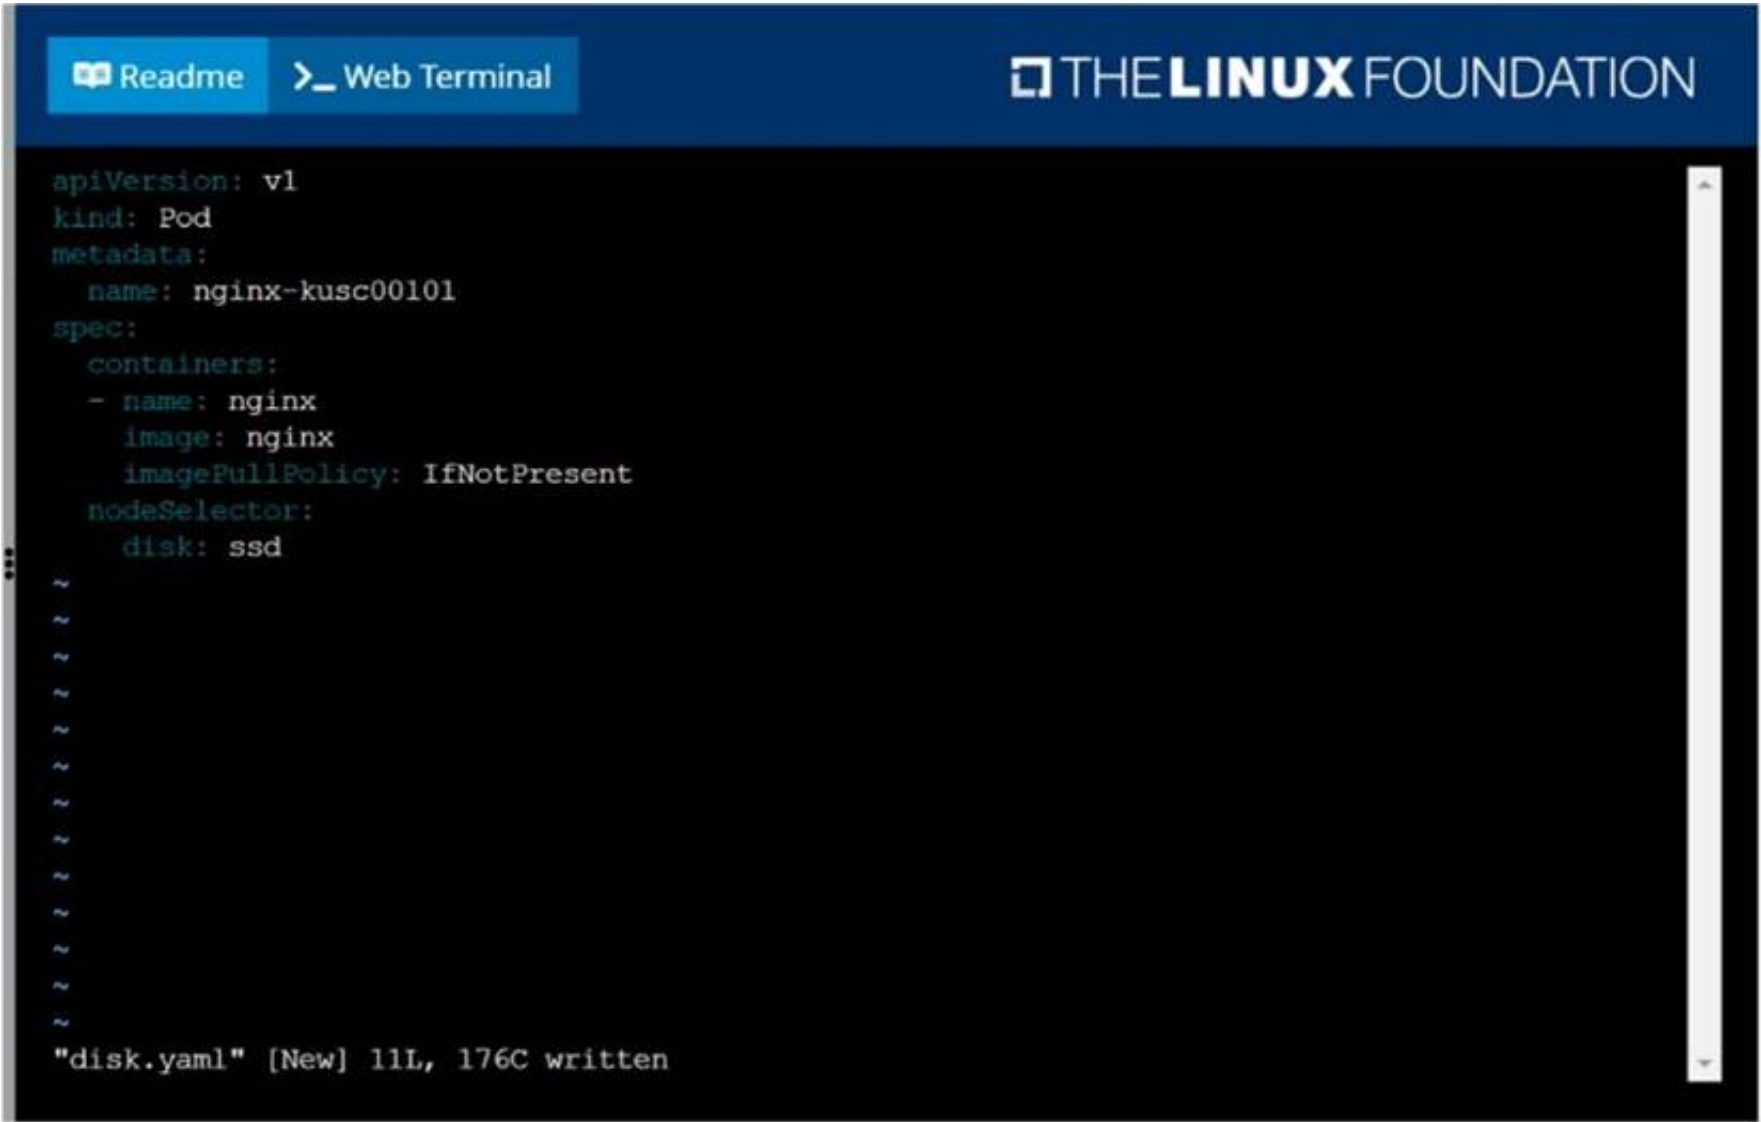 Readme Web Terminal THE LINUX FOUNDATION
apiVersion: v1
kind: Pod
metadata:
  name: nginx-kusc00101
spec:
  containers:
  - name: nginx
    image: nginx
    imagePullPolicy: IfNotPresent
  nodeSelector:
    disk: ssd
~
~
~
~
~
~
~
~
~
~
~
~
~
"disk.yaml" [New] 11L, 176C written